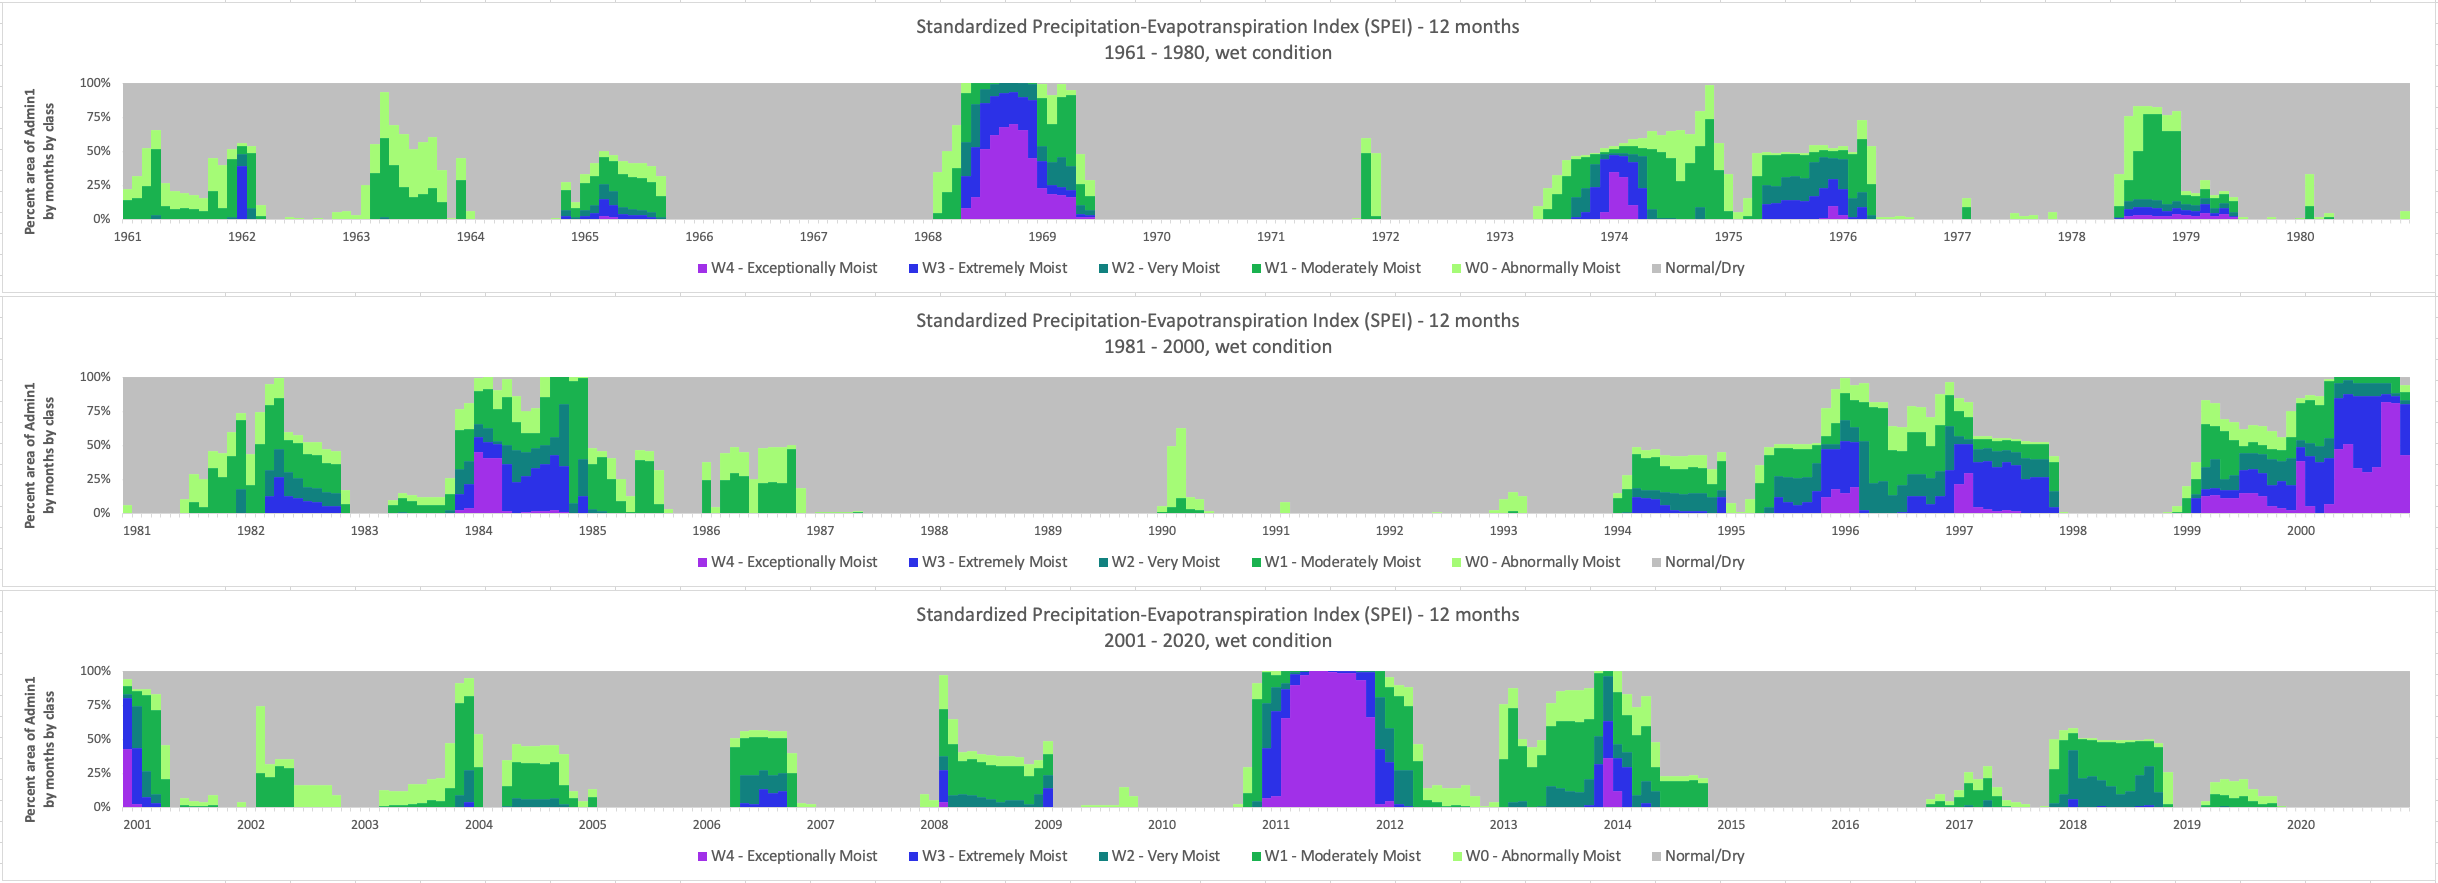 Standardized Precipitation-Evapotranspiration Index (SPEI) - 12 months
1961 - 1980, wet condition
Percent area of Admin1
by months by class
100%
75%
50%
25%
0%
1961 1962 1963 1964 1965 1966 1967 1968 1969 1970 1971 1972 1973 1974 1975 1976 1977 1978 1979 1980
W4 - Exceptionally Moist W3 - Extremely Moist W2 - Very Moist W1 - Moderately Moist W0 - Abnormally Moist Normal/Dry
Standardized Precipitation-Evapotranspiration Index (SPEI) - 12 months
1981 - 2000, wet condition
Percent area of Admin1
by months by class
100%
75%
50%
25%
0%
1981 1982 1983 1984 1985 1986 1987 1988 1989 1990 1991 1992 1993 1994 1995 1996 1997 1998 1999 2000
W4 - Exceptionally Moist W3 - Extremely Moist W2 - Very Moist W1 - Moderately Moist W0 - Abnormally Moist Normal/Dry
Standardized Precipitation-Evapotranspiration Index (SPEI) - 12 months
2001 - 2020, wet condition
Percent area of Admin1
by months by class
100%
75%
50%
25%
0%
2001 2002 2003 2004 2005 2006 2007 2008 2009 2010 2011 2012 2013 2014 2015 2016 2017 2018 2019 2020
W4 - Exceptionally Moist W3 - Extremely Moist W2 - Very Moist W1 - Moderately Moist W0 - Abnormally Moist Normal/Dry